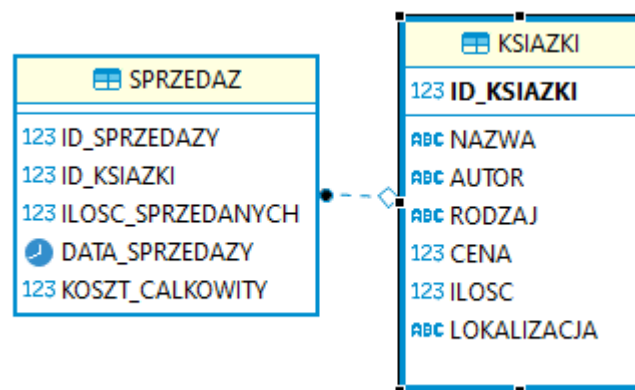 SPRZEDAZ
123 ID_SPRZEDAZY
123 ID_KSIAZKI
123 ILOSC_SPRZEDANYCH
DATA_SPRZEDAZY
123 KOSZT_CALKOWITY
KSIAZKI
123 ID_KSIAZKI
ABC NAZWA
ABC AUTOR
ABC RODZAJ
123 CENA
123 ILOSC
ABC LOKALIZACJA